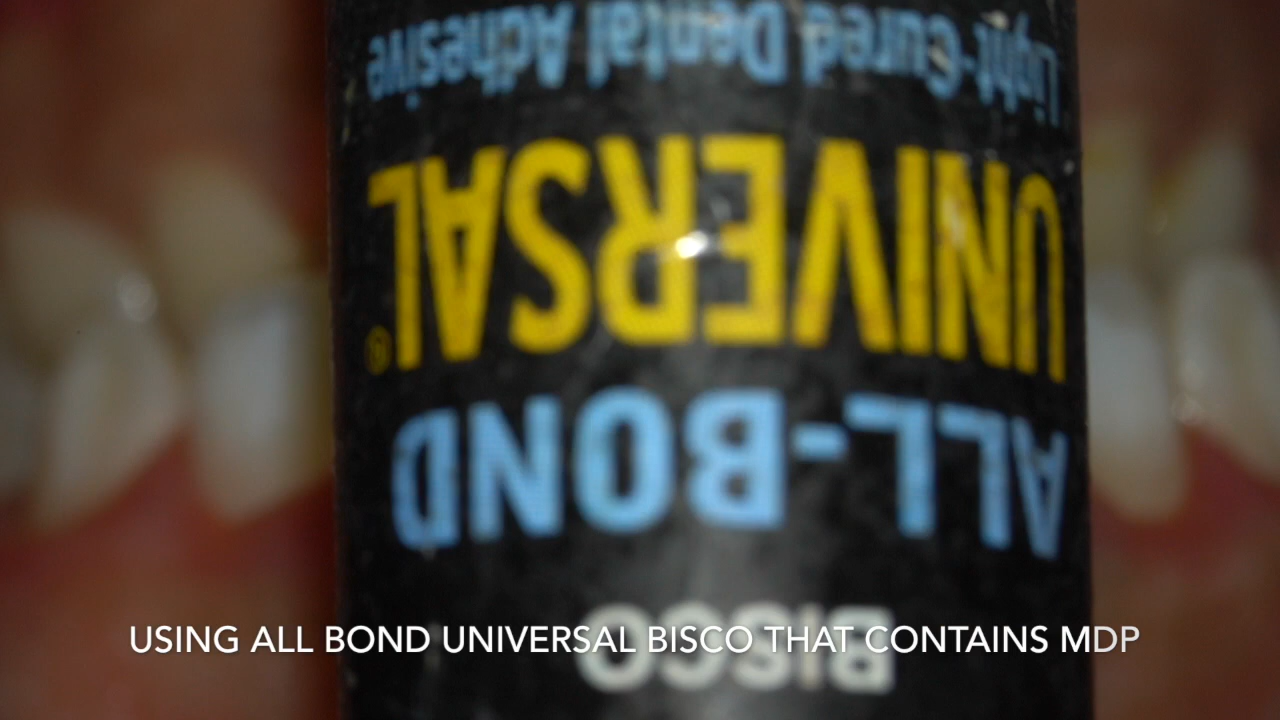 BISCO
ALL-BOND
UNIVERSAL®
Light-Cured Dental Adhesive
USING ALL BOND UNIVERSAL BISCO THAT CONTAINS MDP